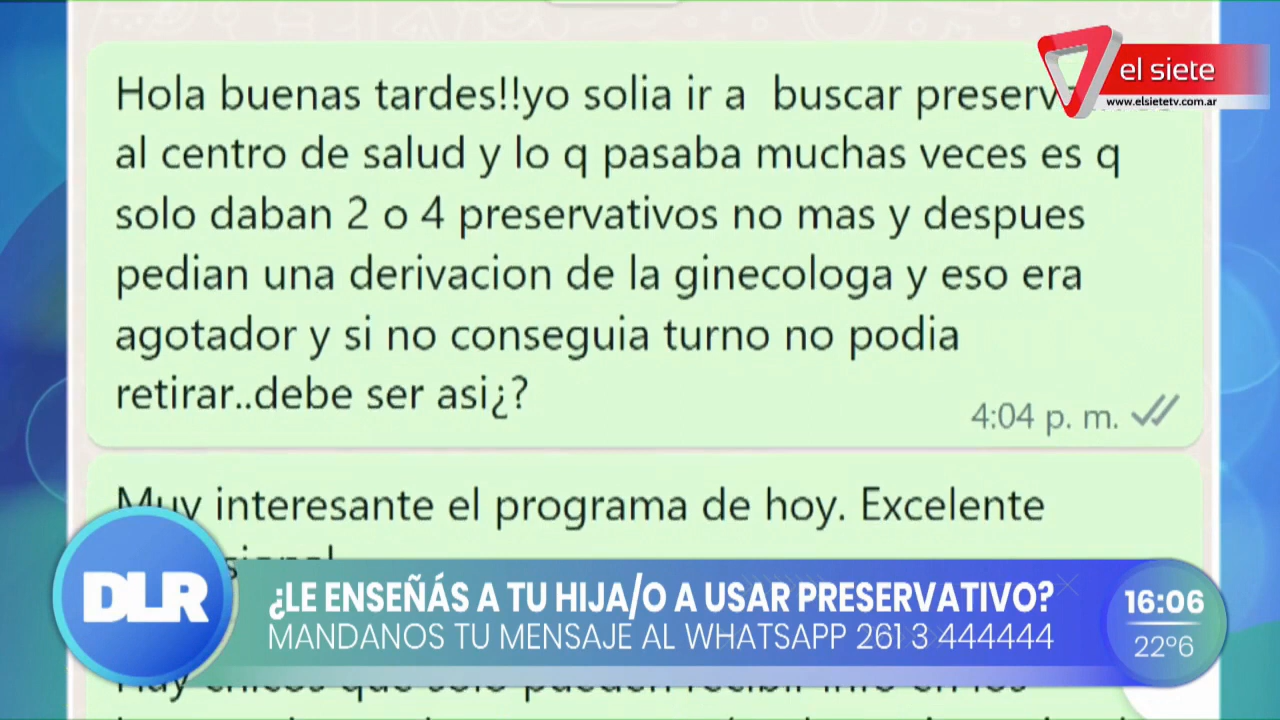 Hola buenas tardes!!yo solia ir a buscar
al centro de salud y lo q pasaba muchas veces es q
solo daban 2 o 4 preservativos no mas y despues
pedian una derivacion de la ginecologa y eso era
agotador y si no conseguia turno no podia
retirar..debe ser asi¿?
4:04 p. m.
Muy interesante el programa de hoy. Excelente
el siete
www.elsietetv.com.ar
DLR
¿LE ENSEÑÁS A TU HIJA/O A USAR PRESERVATIVO?
MANDANOS TU MENSAJE AL WHATSAPP 261 3 444444
16:06
22º6